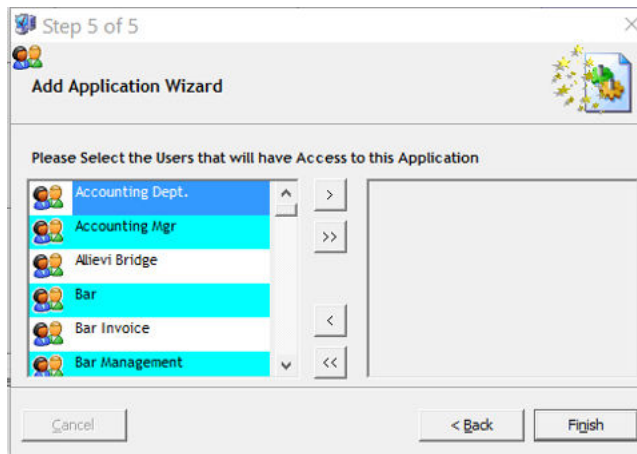 Step 5 of 5
Add Application Wizard
Please Select the Users that will have Access to this Application
Accounting Dept.
>
Accounting Mgr
>>
Allievi Bridge
Bar
Bar Invoice
<
Bar Management
<<
Cancel
< Back
Finish